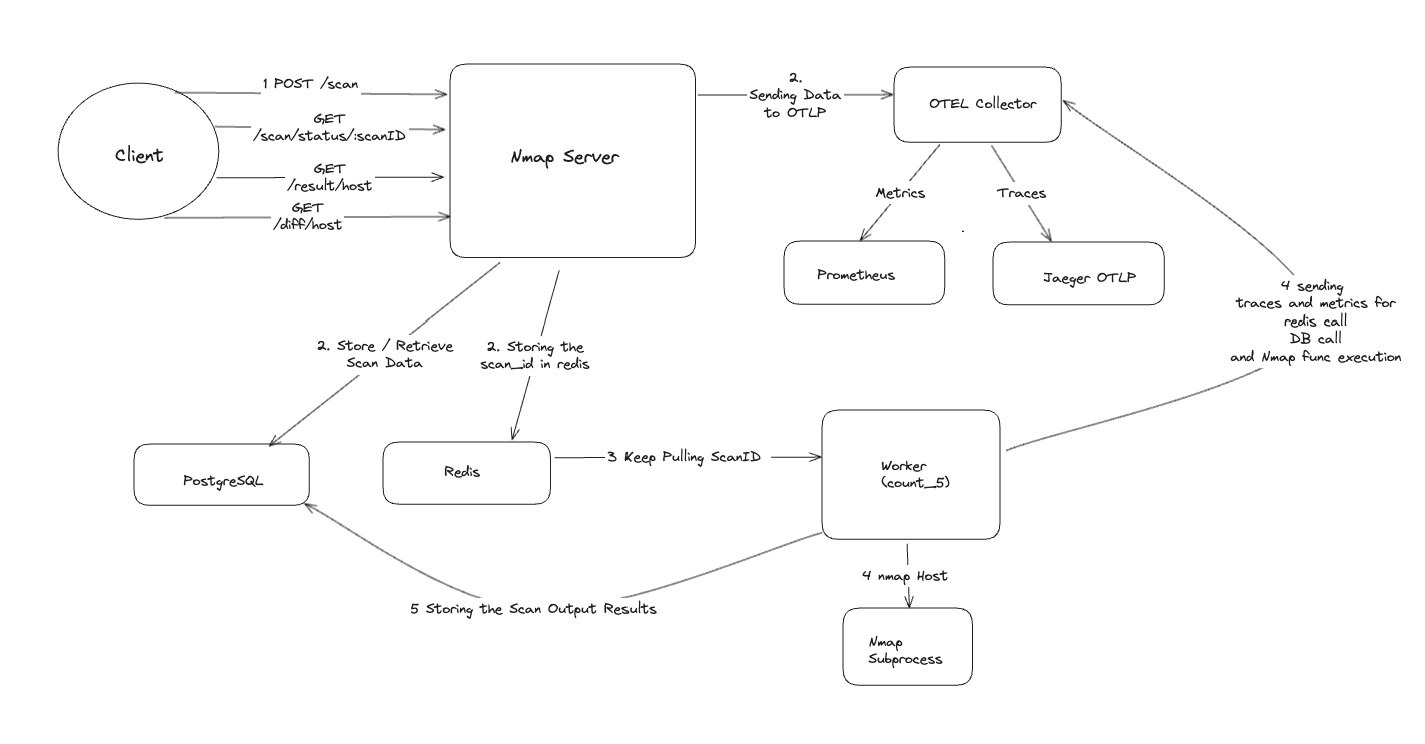 1 POST /scan
GET
/scan/status/:scanID
GET
/result/host
GET
/diff/host
Client
Nmap Server
2.
Sending Data
to OTLP
OTEL Collector
Metrics
Traces
Prometheus
Jaeger OTLP
4 sending
traces and metrics for
redis call
DB call
and Nmap func execution
2. Store / Retrieve
Scan Data
2. Storing the
scan_id in redis
PostgreSQL
Redis
3 Keep Pulling ScanID
Worker
(count_5)
4 nmap Host
5 Storing the Scan Output Results
Nmap
Subprocess